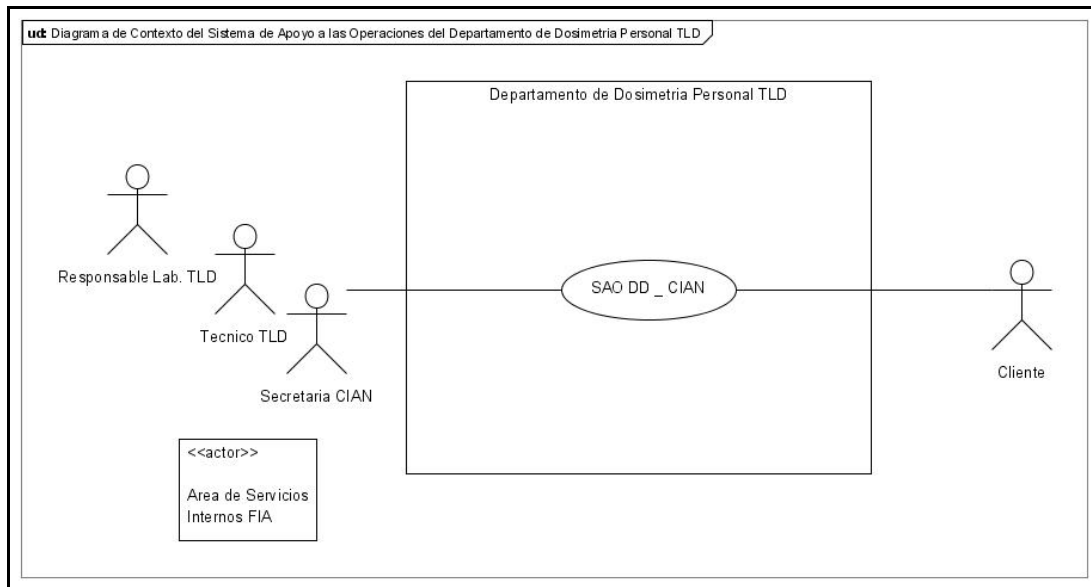 ud: Diagrama de Contexto del Sistema de Apoyo a las Operaciones del Departamento de Dosimetria Personal TLD
Departamento de Dosimetria Personal TLD
Responsable Lab. TLD
Tecnico TLD
SAO DD _ CIAN
Secretaria CIAN
Cliente
<<actor>>
Area de Servicios
Internos FIA